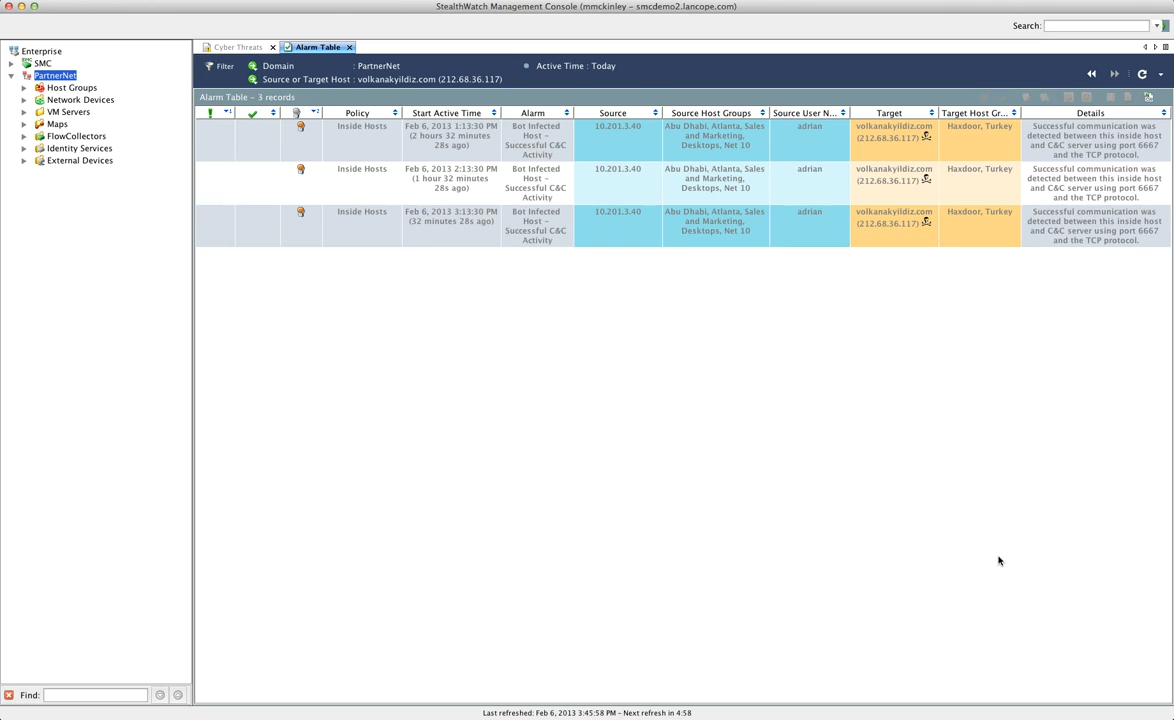 StealthWatch Management Console (mmckinley – smcdemo2.lancope.com)
Search:
Enterprise
SMC
PartnerNet
Host Groups
Network Devices
VM Servers
Maps
FlowCollectors
Identity Services
External Devices
Find:
Cyber Threats
Alarm Table
Filter
Domain : PartnerNet
Active Time : Today
Source or Target Host : volkanakyildiz.com (212.68.36.117)
Alarm Table – 3 records
Policy Start Active Time Alarm Source Source Host Groups Source User N... Target Target Host Gr... Details
Inside Hosts
Feb 6, 2013 1:13:30 PM
(2 hours 32 minutes
28s ago)
Bot Infected
Host –
Successful C&C
Activity
10.201.3.40
Abu Dhabi, Atlanta, Sales
and Marketing,
Desktops, Net 10
adrian
volkanakyildiz.com
(212.68.36.117)
Haxdoor, Turkey
Successful communication was
detected between this inside host
and C&C server using port 6667
and the TCP protocol.
Inside Hosts
Feb 6, 2013 2:13:30 PM
(1 hour 32 minutes
28s ago)
Bot Infected
Host –
Successful C&C
Activity
10.201.3.40
Abu Dhabi, Atlanta, Sales
and Marketing,
Desktops, Net 10
adrian
volkanakyildiz.com
(212.68.36.117)
Haxdoor, Turkey
Successful communication was
detected between this inside host
and C&C server using port 6667
and the TCP protocol.
Inside Hosts
Feb 6, 2013 3:13:30 PM
(32 minutes 28s ago)
Bot Infected
Host –
Successful C&C
Activity
10.201.3.40
Abu Dhabi, Atlanta, Sales
and Marketing,
Desktops, Net 10
adrian
volkanakyildiz.com
(212.68.36.117)
Haxdoor, Turkey
Successful communication was
detected between this inside host
and C&C server using port 6667
and the TCP protocol.
Last refreshed: Feb 6, 2013 3:45:58 PM – Next refresh in 4:58